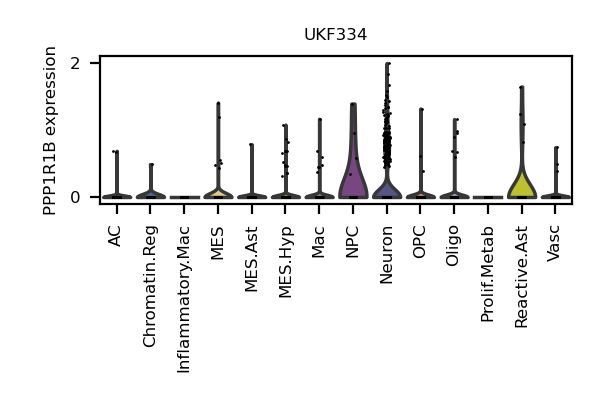 UKF334
PPP1R1B expression
2
0
AC
Chromatin.Reg
Inflammatory.Mac
MES
MES.Ast
MES.Hyp
Mac
NPC
Neuron
OPC
Oligo
Prolif.Metab
Reactive.Ast
Vasc